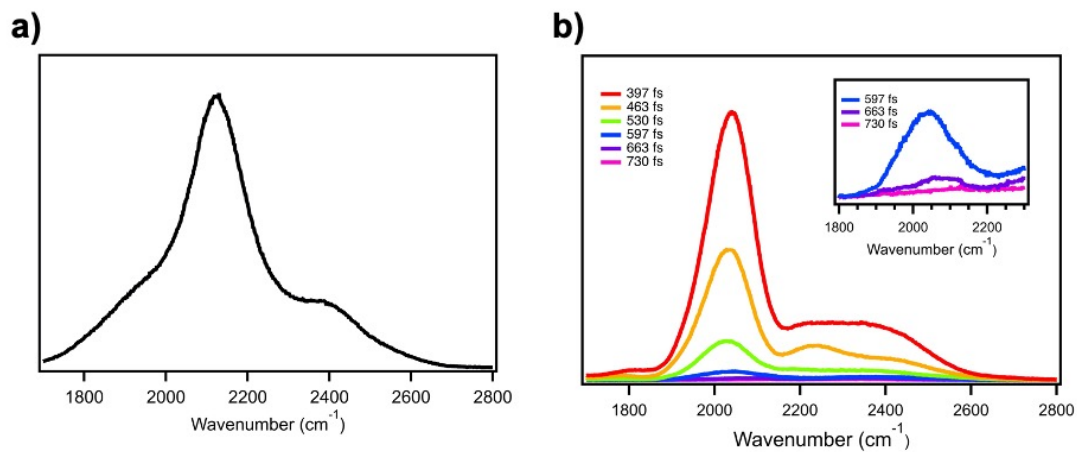 a)
1800 2000 2200 2400 2600 2800
Wavenumber (cm-1)
b)
397 fs
463 fs
530 fs
597 fs
663 fs
730 fs
597 fs
663 fs
730 fs
1800 2000 2200
Wavenumber (cm-1)
1800 2000 2200 2400 2600 2800
Wavenumber (cm-1)